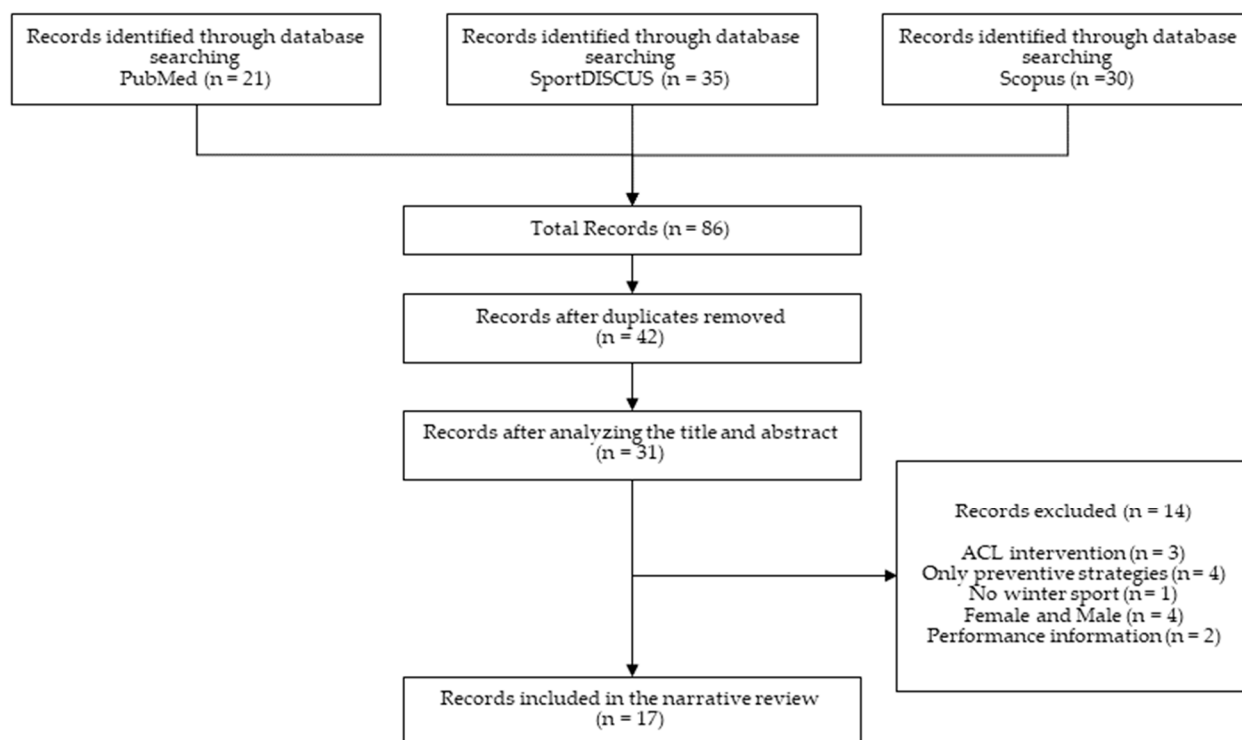 Records identified through database
searching
PubMed (n = 21)
Records identified through database
searching
SportDISCUS (n = 35)
Records identified through database
searching
Scopus (n =30)
Total Records (n = 86)
Records after duplicates removed
(n = 42)
Records after analyzing the title and abstract
(n = 31)
Records excluded (n = 14)
ACL intervention (n = 3)
Only preventive strategies (n = 4)
No winter sport (n = 1)
Female and Male (n = 4)
Performance information (n = 2)
Records included in the narrative review
(n = 17)